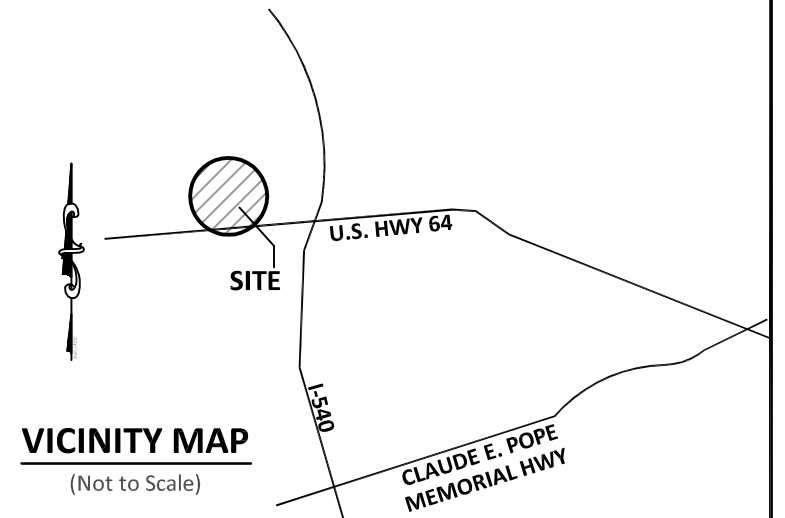 U.S. HWY 64
SITE
I-540
VICINITY MAP
(Not to Scale)
CLAUDE E. POPE
MEMORIAL HWY